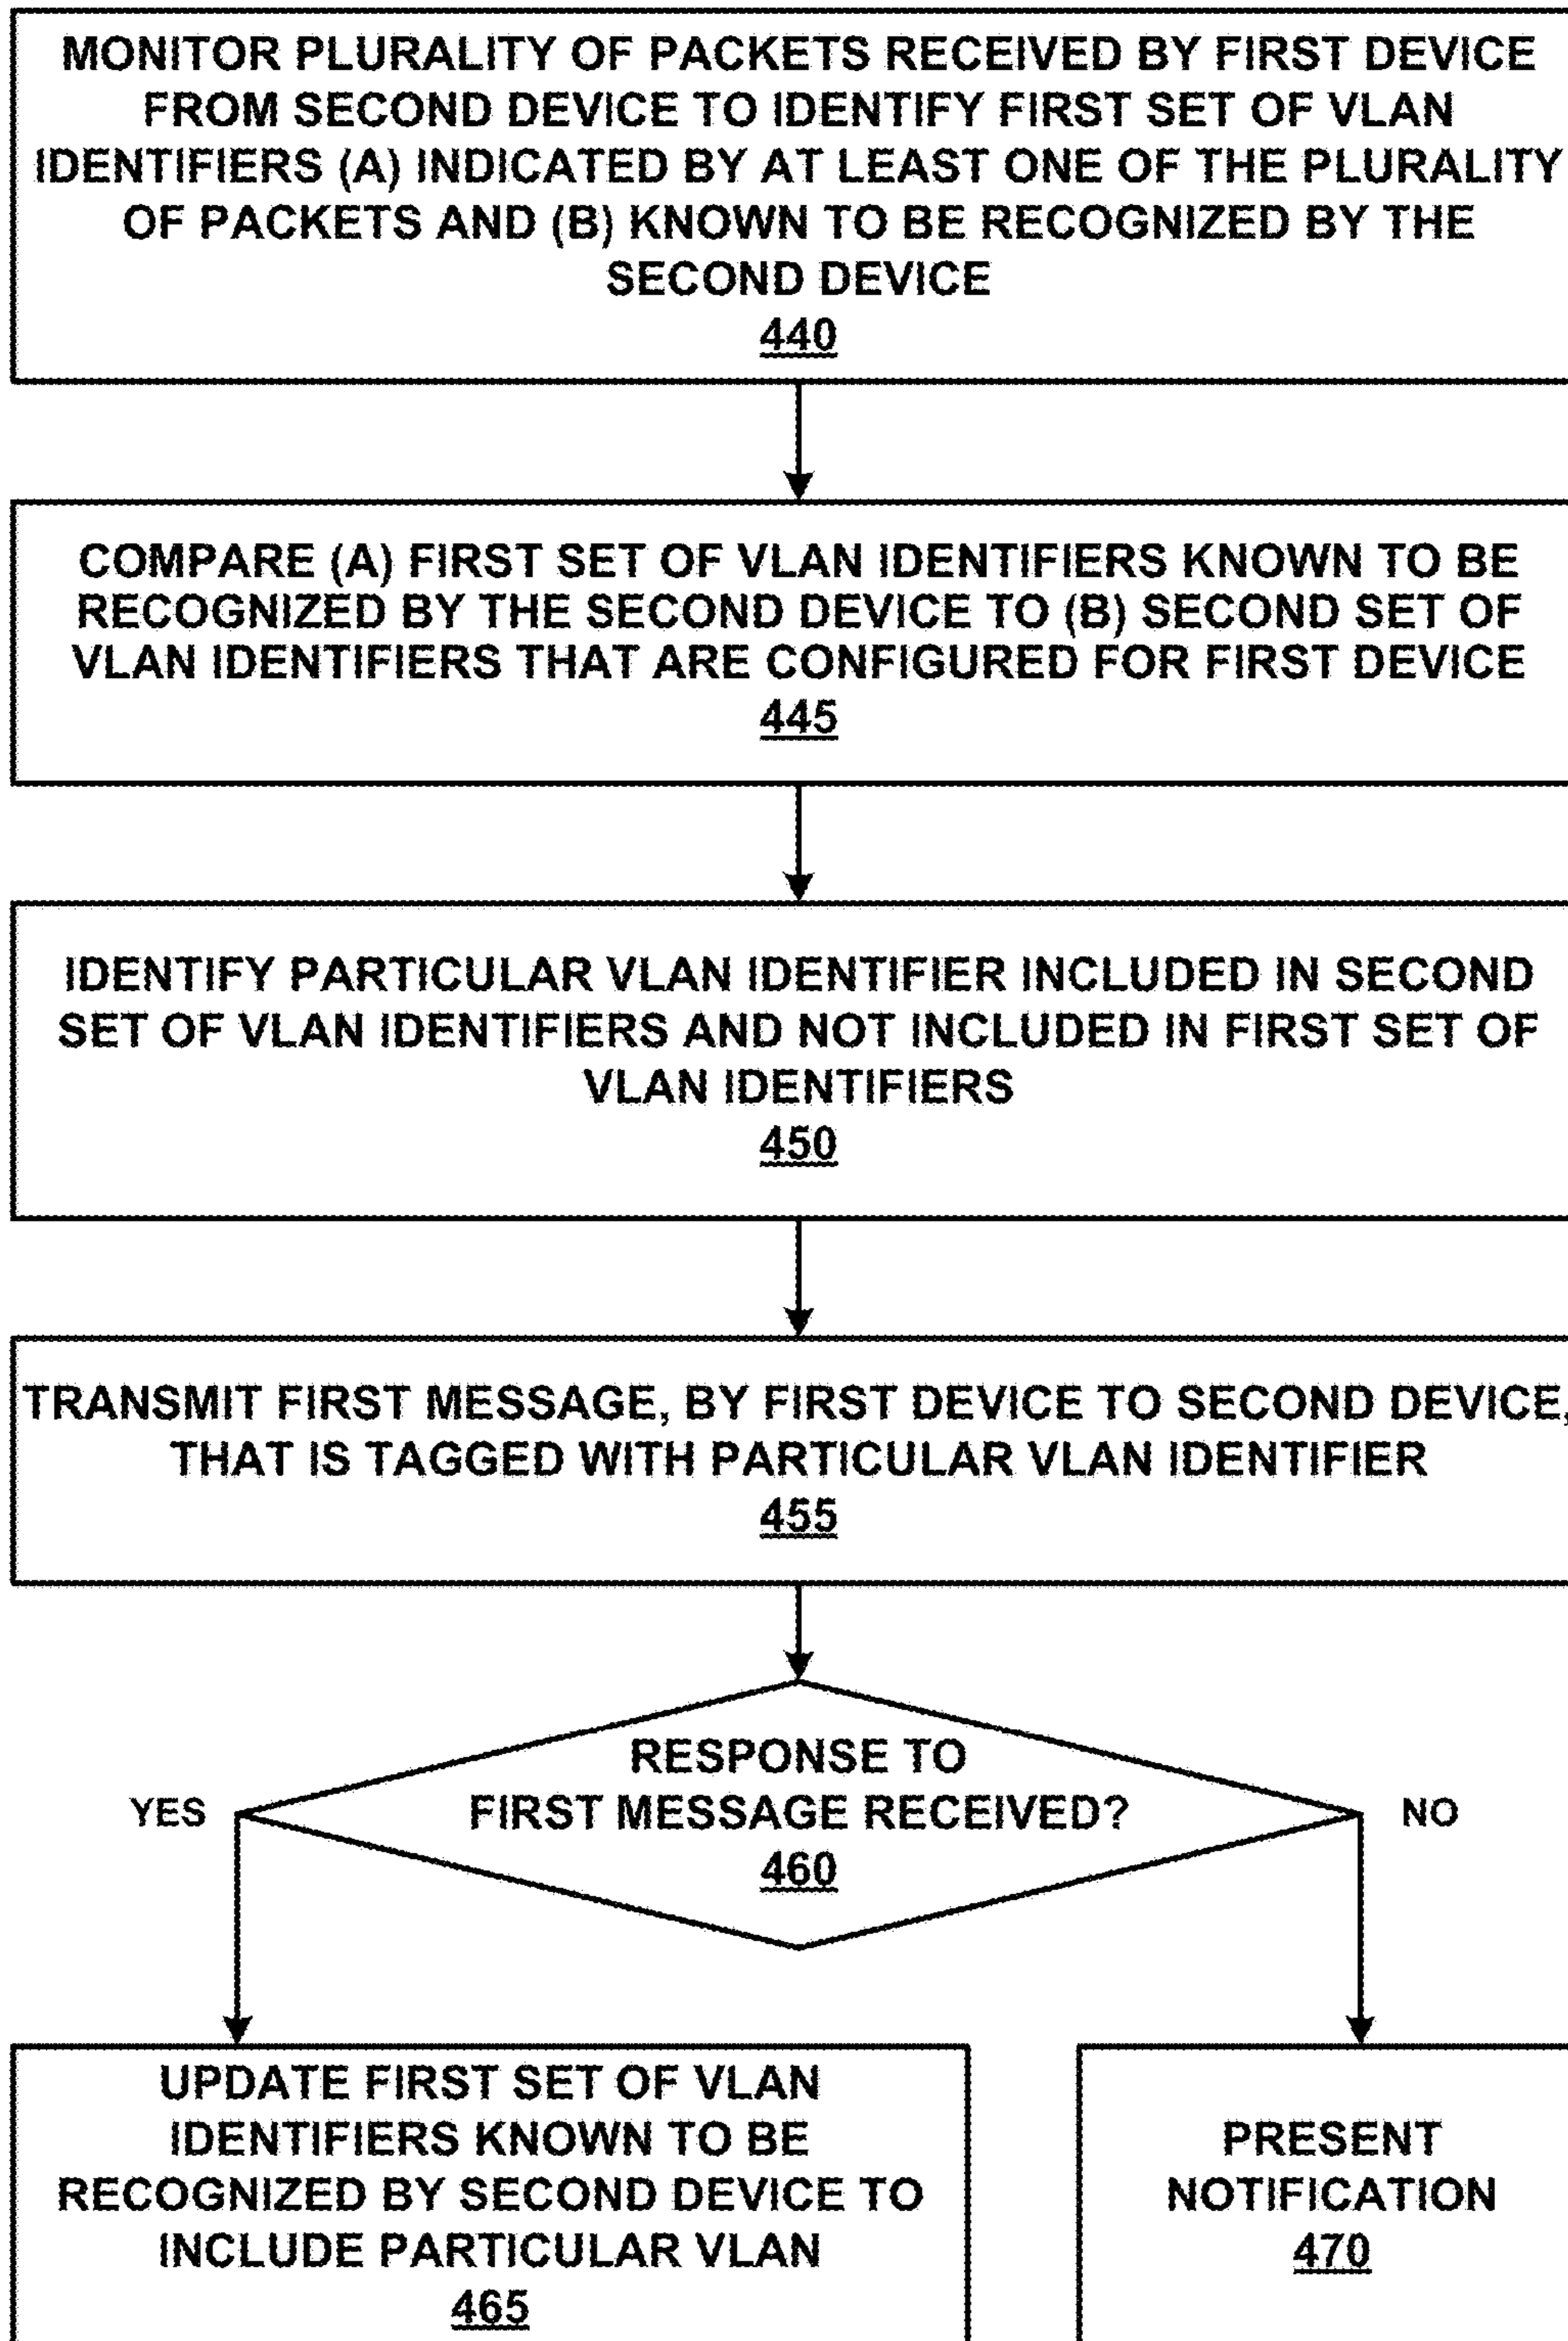 MONITOR PLURALITY OF PACKETS RECEIVED BY FIRST DEVICE
FROM SECOND DEVICE TO IDENTIFY FIRST SET OF VLAN
IDENTIFIERS (A) INDICATED BY AT LEAST ONE OF THE PLURALITY
OF PACKETS AND (B) KNOWN TO BE RECOGNIZED BY THE
SECOND DEVICE
440
COMPARE (A) FIRST SET OF VLAN IDENTIFIERS KNOWN TO BE
RECOGNIZED BY THE SECOND DEVICE TO (B) SECOND SET OF
VLAN IDENTIFIERS THAT ARE CONFIGURED FOR FIRST DEVICE
445
IDENTIFY PARTICULAR VLAN IDENTIFIER INCLUDED IN SECOND
SET OF VLAN IDENTIFIERS AND NOT INCLUDED IN FIRST SET OF
VLAN IDENTIFIERS
450
TRANSMIT FIRST MESSAGE, BY FIRST DEVICE TO SECOND DEVICE,
THAT IS TAGGED WITH PARTICULAR VLAN IDENTIFIER
455
RESPONSE TO
FIRST MESSAGE RECEIVED?
460
YES
NO
UPDATE FIRST SET OF VLAN
IDENTIFIERS KNOWN TO BE
RECOGNIZED BY SECOND DEVICE TO
INCLUDE PARTICULAR VLAN
465
PRESENT
NOTIFICATION
470